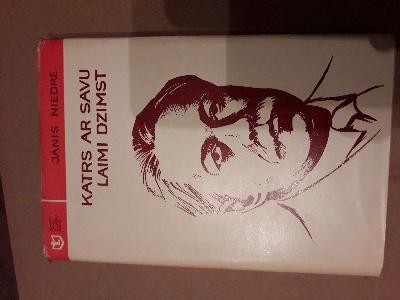 JĀNIS NIEDRE
KATRS AR SAVU
LAIMI DZIMST